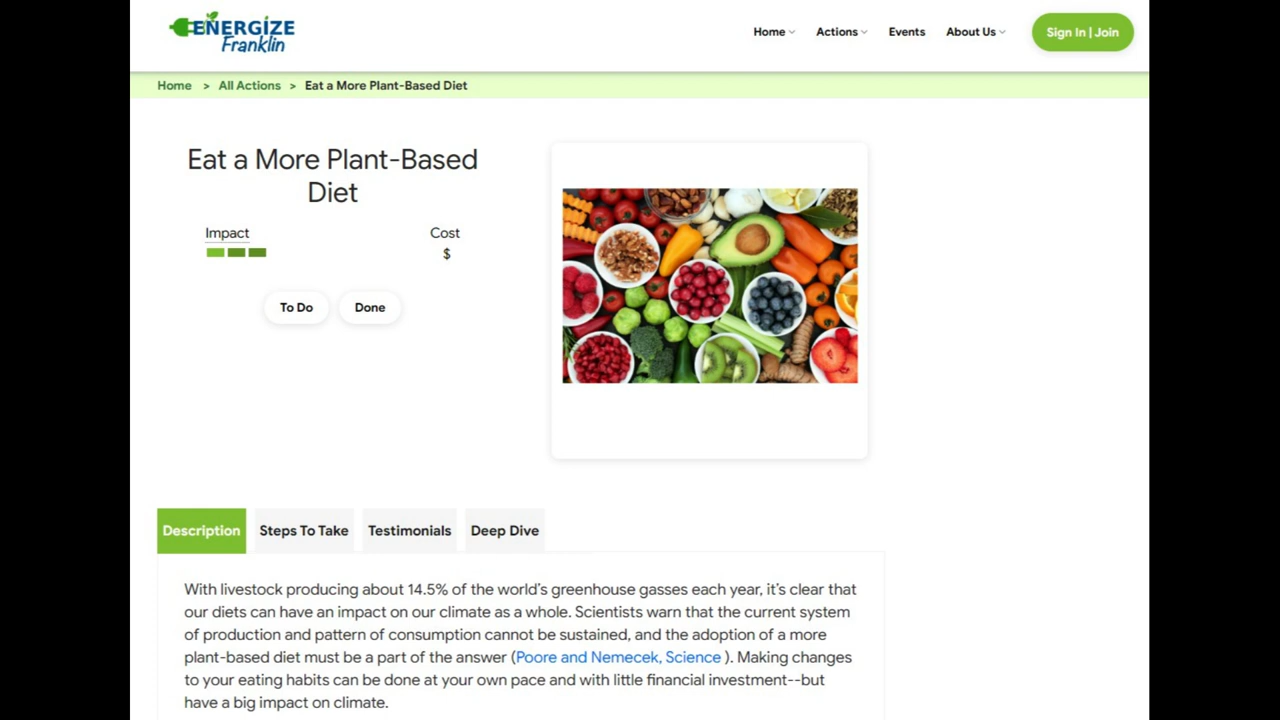 ENERGIZE
Franklin
Home
Actions
Events
About Us
Sign In | Join
Home > All Actions > Eat a More Plant-Based Diet
Eat a More Plant-Based
Diet
Impact
Cost
$
To Do
Done
Description
Steps To Take
Testimonials
Deep Dive
With livestock producing about 14.5% of the world’s greenhouse gasses each year, it’s clear that
our diets can have an impact on our climate as a whole. Scientists warn that the current system
of production and pattern of consumption cannot be sustained, and the adoption of a more
plant-based diet must be a part of the answer (Poore and Nemecek, Science ). Making changes
to your eating habits can be done at your own pace and with little financial investment--but
have a big impact on climate.